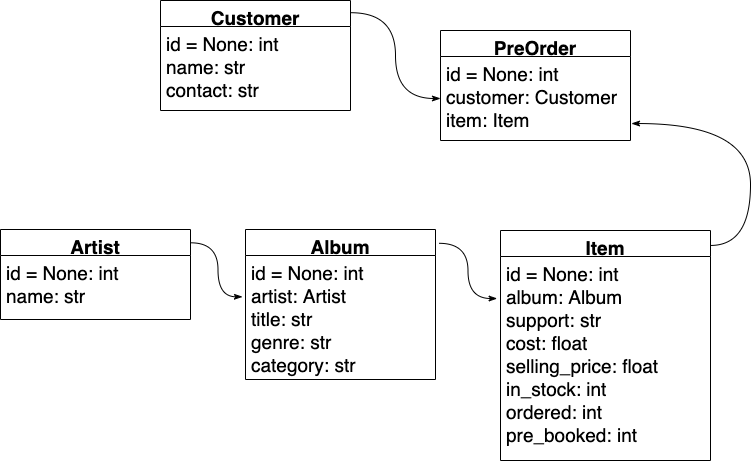 Customer
id = None: int
name: str
contact: str
PreOrder
id = None: int
customer: Customer
item: Item
Artist
id = None: int
name: str
Album
id = None: int
artist: Artist
title: str
genre: str
category: str
Item
id = None: int
album: Album
support: str
cost: float
selling_price: float
in_stock: int
ordered: int
pre_booked: int